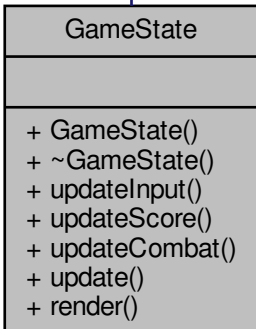 GameState
+ GameState()
+ ~GameState()
+ updateInput()
+ updateScore()
+ updateCombat()
+ update()
+ render()